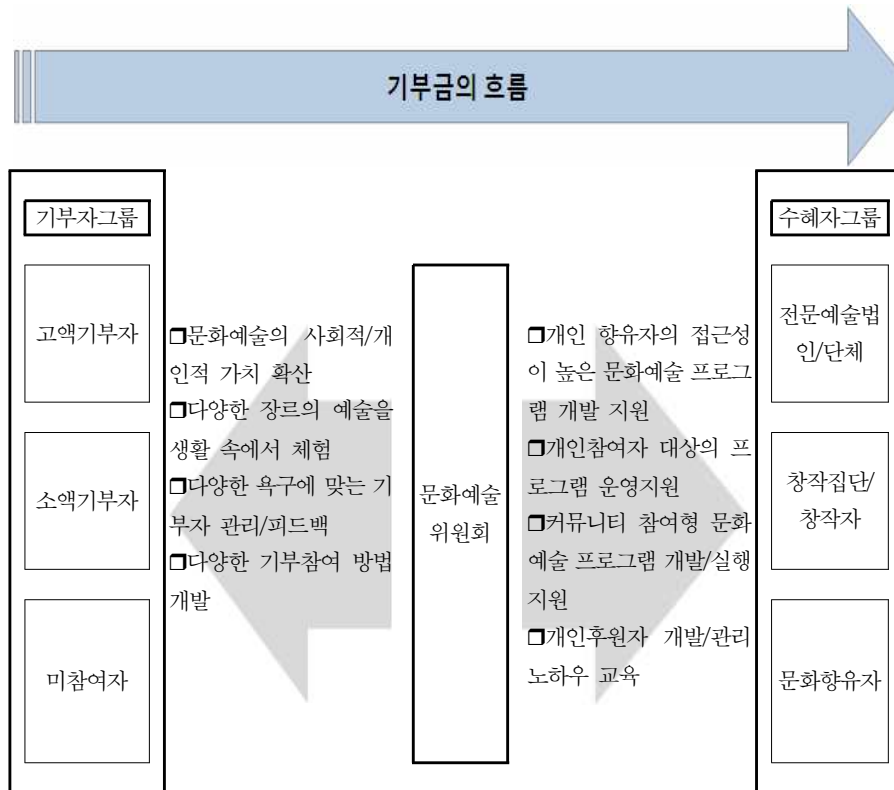 기부금의 흐름
기부자그룹
고액기부자
소액기부자
미참여자
❒문화예술의 사회적/개
인적 가치 확산
❒다양한 장르의 예술을
생활 속에서 체험
❒다양한 욕구에 맞는 기
부자 관리/피드백
❒다양한 기부참여 방법
개발
문화예술
위원회
❒개인 향유자의 접근성
이 높은 문화예술 프로그
램 개발 지원
❒개인참여자 대상의 프
로그램 운영지원
❒커뮤니티 참여형 문화
예술 프로그램 개발/실행
지원
❒개인후원자 개발/관리
노하우 교육
수혜자그룹
전문예술법
인/단체
창작집단/
창작자
문화향유자